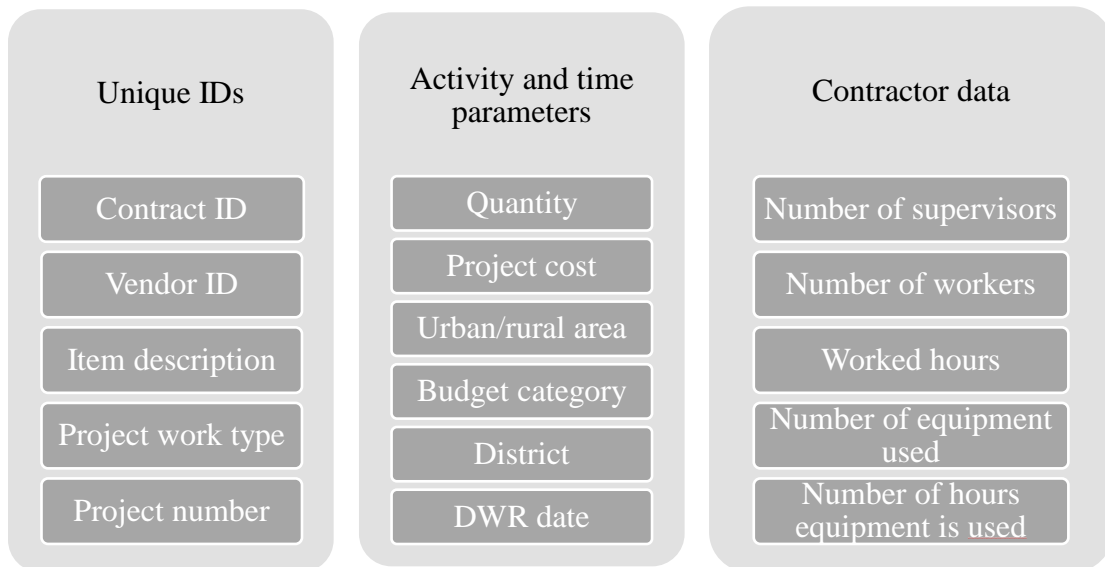 Unique IDs
Contract ID
Vendor ID
Item description
Project work type
Project number
Activity and time
parameters
Quantity
Project cost
Urban/rural area
Budget category
District
DWR date
Contractor data
Number of supervisors
Number of workers
Worked hours
Number of equipment
used
Number of hours
equipment is used